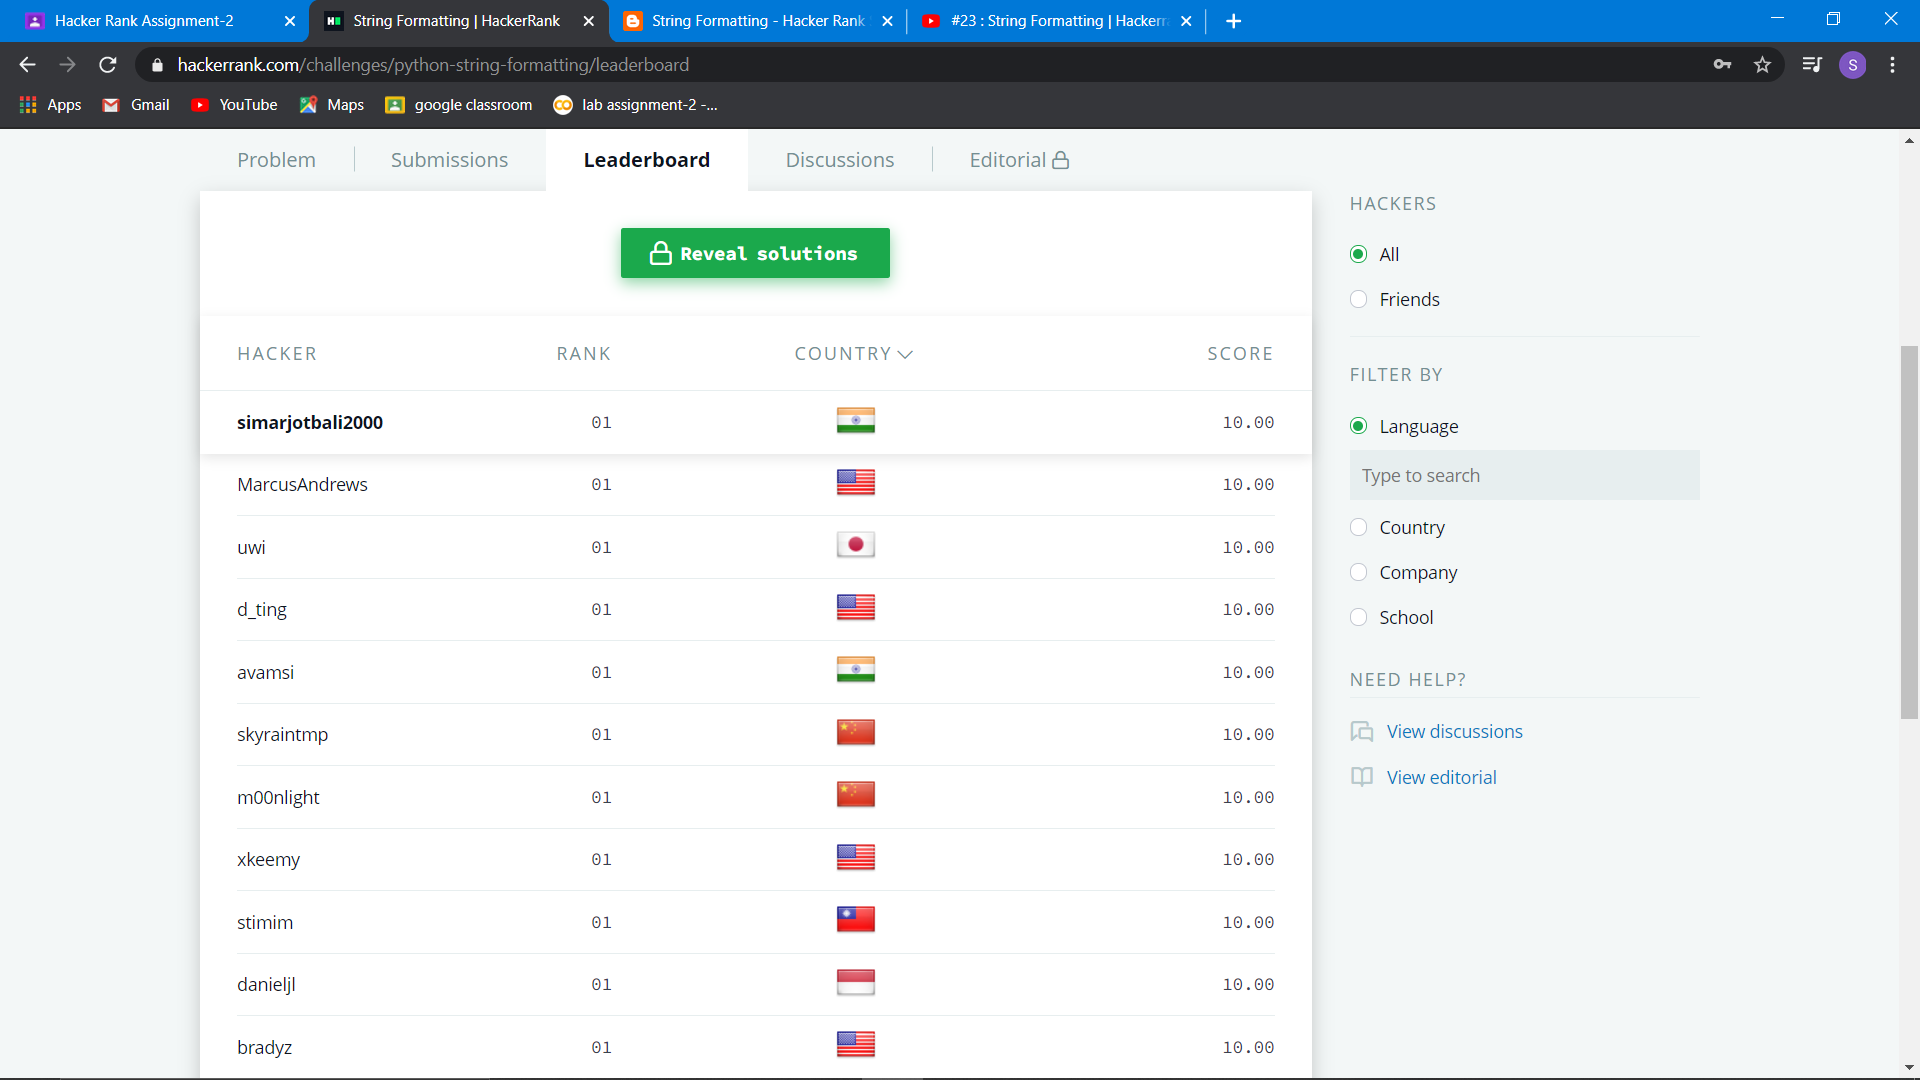 Hacker Rank Assignment-2
String Formatting | HackerRank
String Formatting - Hacker Rank
#23 : String Formatting | Hackerr
hackerrank.com/challenges/python-string-formatting/leaderboard
S
Apps
Gmail
YouTube
Maps
google classroom
lab assignment-2 -...
Problem
Submissions
Leaderboard
Discussions
Editorial
Reveal solutions
HACKER RANK COUNTRY SCORE
simarjotbali2000 01 10.00
MarcusAndrews 01 10.00
uwi 01 10.00
d_ting 01 10.00
avamsi 01 10.00
skyraintmp 01 10.00
m00nlight 01 10.00
xkeemy 01 10.00
stimim 01 10.00
danieljl 01 10.00
bradyz 01 10.00
HACKERS
All
Friends
FILTER BY
Language
Type to search
Country
Company
School
NEED HELP?
View discussions
View editorial